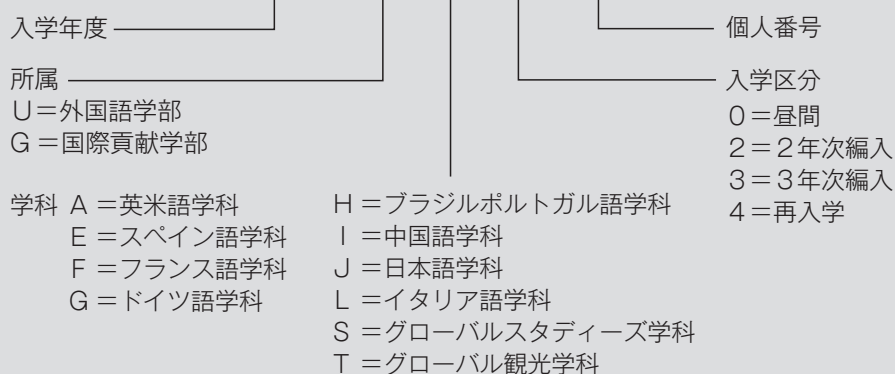 入学年度
個人番号
所属
U＝外国語学部
G＝国際貢献学部
入学区分
0＝昼間
2＝2年次編入
3＝3年次編入
4＝再入学
学科 A＝英米語学科
E＝スペイン語学科
F＝フランス語学科
G＝ドイツ語学科
H＝ブラジルポルトガル語学科
I＝中国語学科
J＝日本語学科
L＝イタリア語学科
S＝グローバルスタディーズ学科
T＝グローバル観光学科